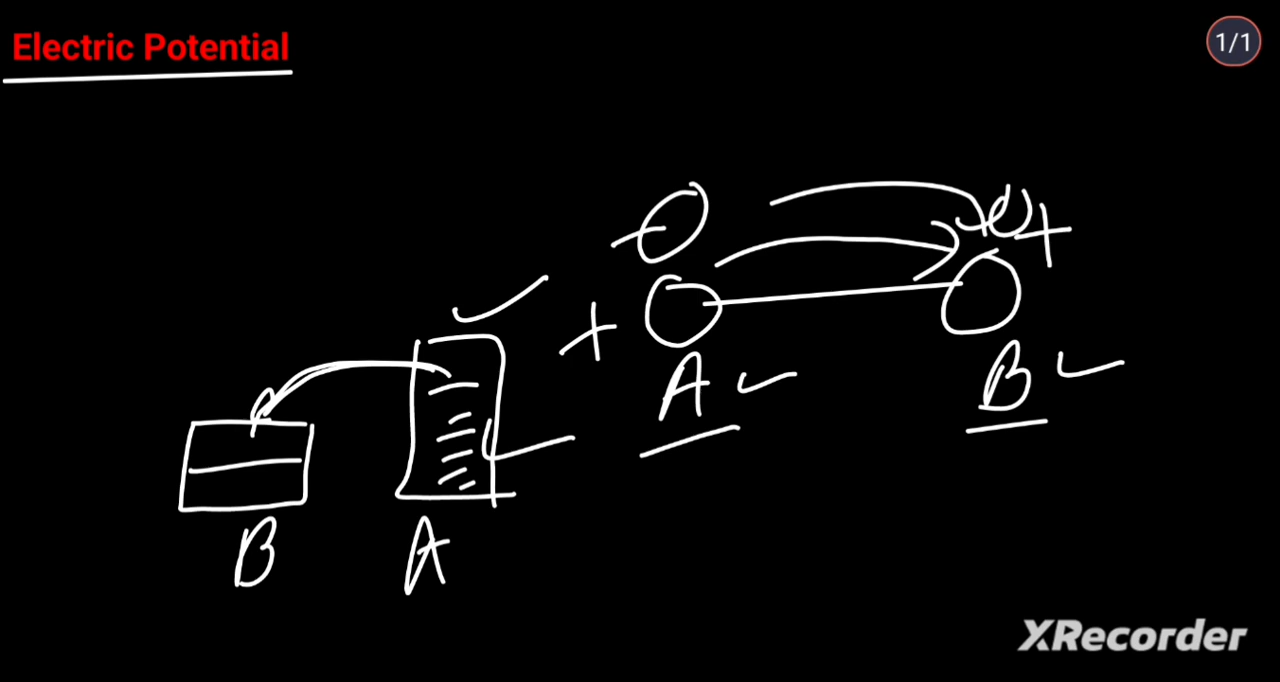 Electric Potential
1/1
+
+
A
B
B
A
XRecorder